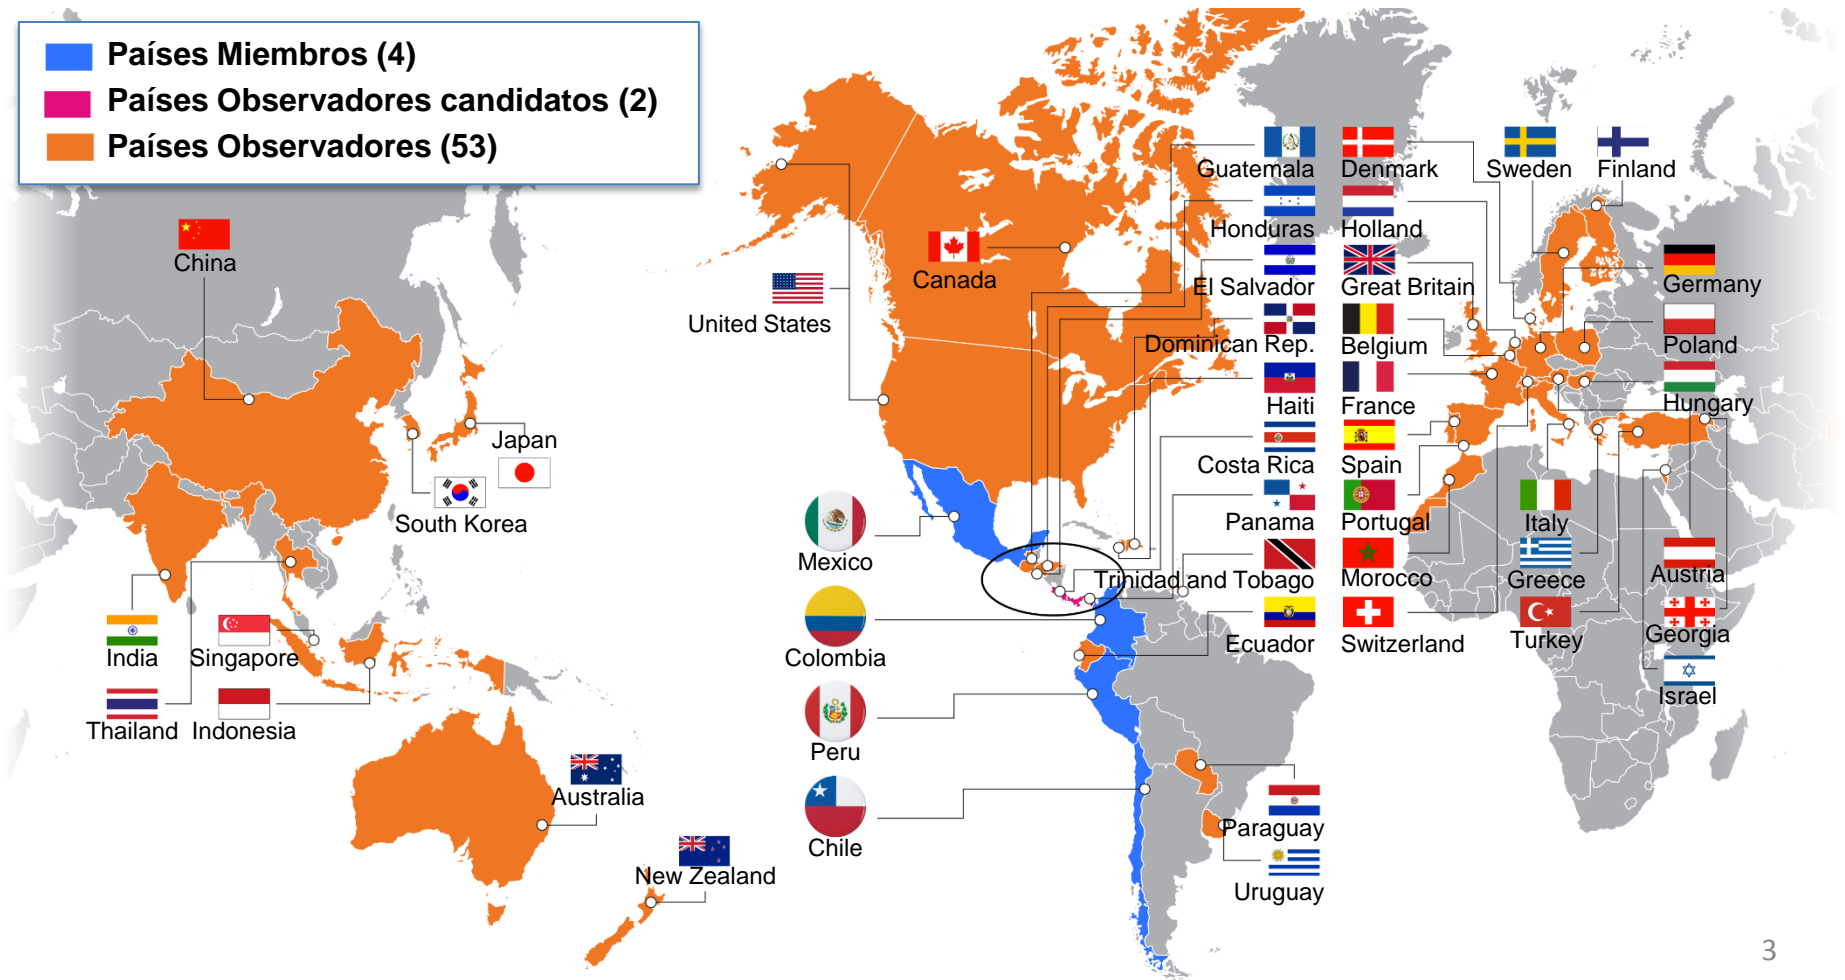 Países Miembros (4)
Países Observadores candidatos (2)
Países Observadores (53)
China
Japan
South Korea
India
Singapore
Thailand
Indonesia
Australia
New Zealand
United States
Canada
Mexico
Colombia
Peru
Chile
Guatemala
Honduras
El Salvador
Dominican Rep.
Haiti
Costa Rica
Panama
Trinidad and Tobago
Ecuador
Paraguay
Uruguay
Denmark
Holland
Great Britain
Belgium
France
Spain
Portugal
Morocco
Switzerland
Sweden
Finland
Germany
Poland
Hungary
Italy
Greece
Turkey
Austria
Georgia
Israel
3